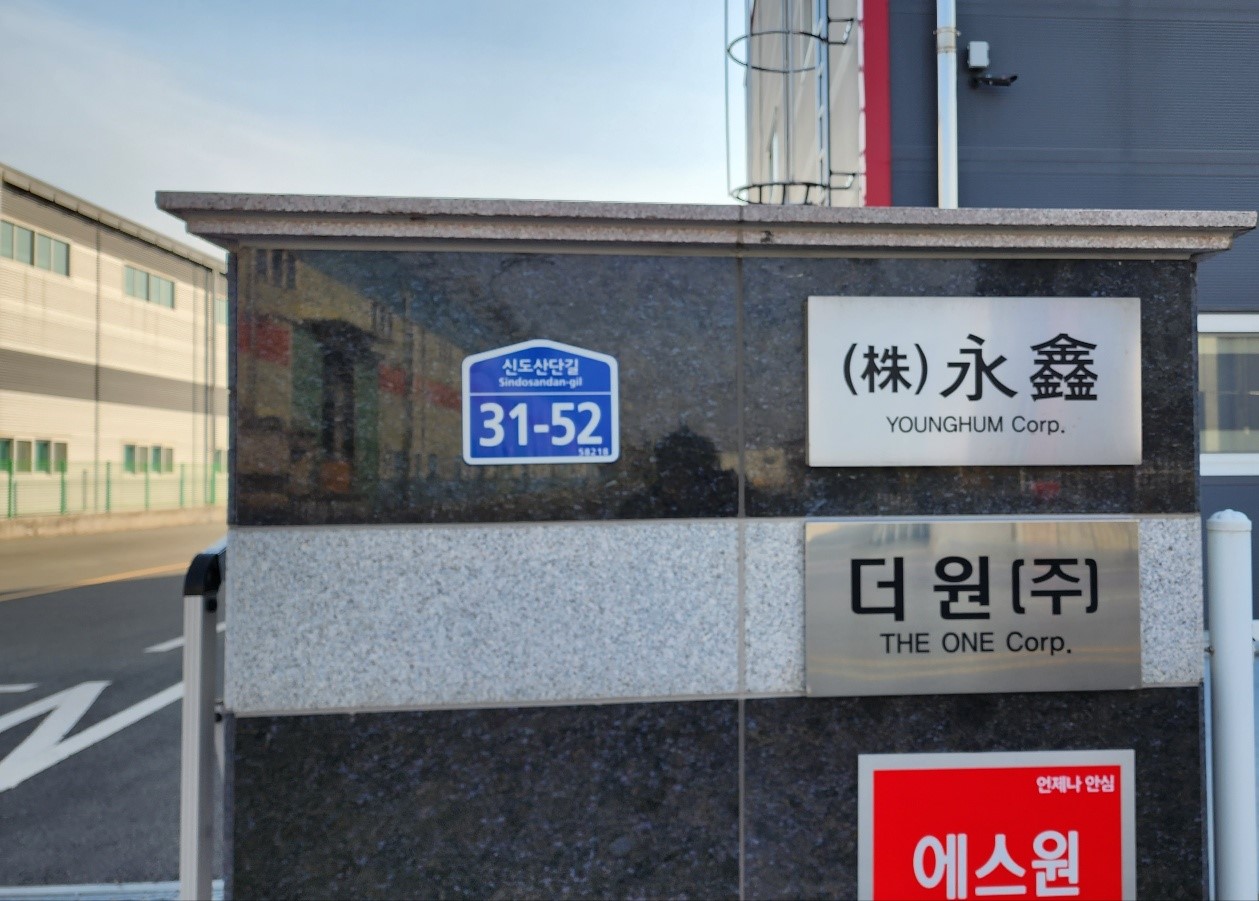 신도산단길
Sindosandan-gil
31-52
58218
(株) 永鑫
YOUNGHUM Corp.
더 원 (주)
THE ONE Corp.
언제나 안심
에스원